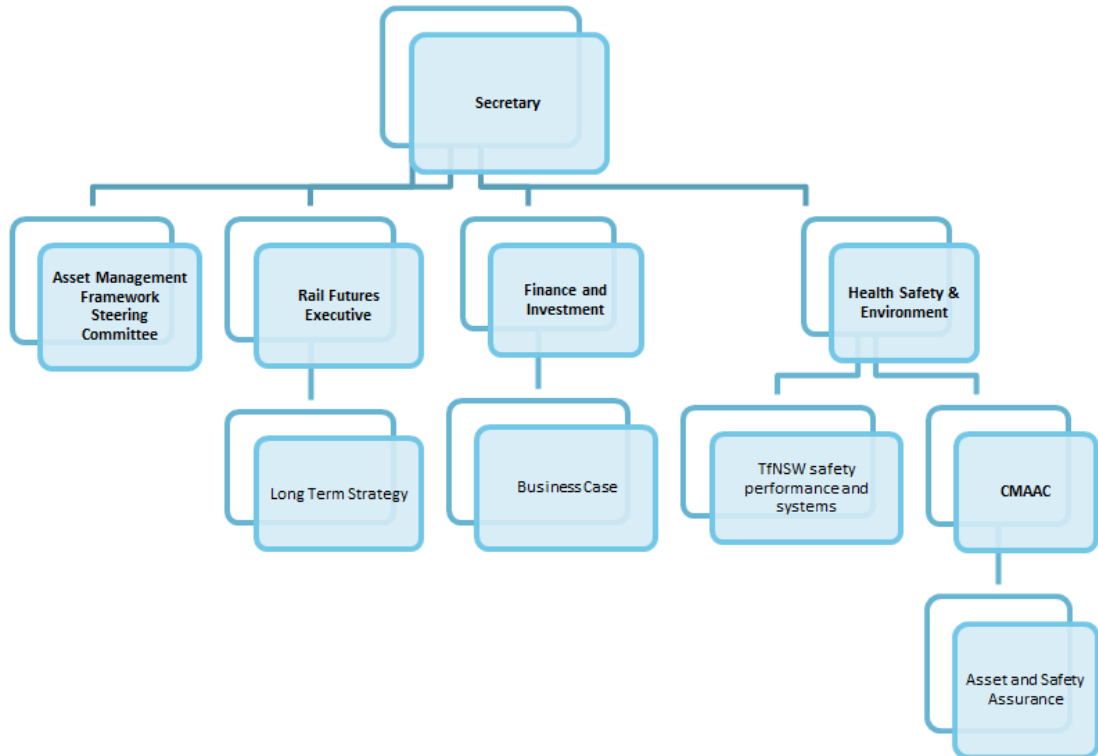 Secretary
Asset Management
Framework
Steering
Committee
Rail Futures
Executive
Finance and
Investment
Health Safety &
Environment
Long Term Strategy
Business Case
TfNSW safety
performance and
systems
CMAAC
Asset and Safety
Assurance